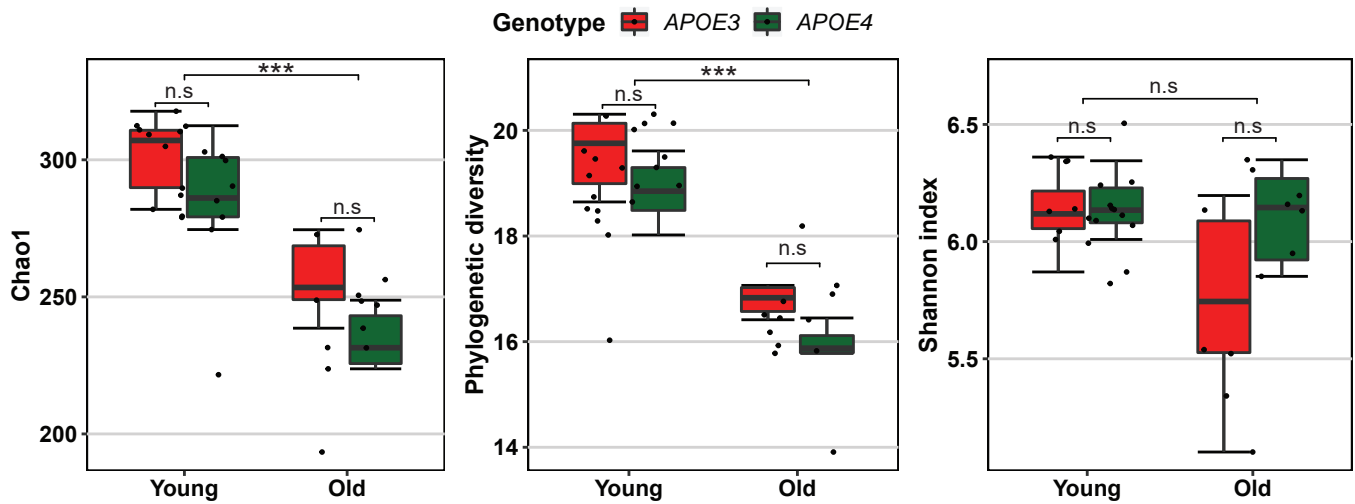 Genotype APOE3 APOE4
Chao1
300
250
200
***
n.s
n.s
Young Old
Phylogenetic diversity
20
18
16
14
***
n.s
n.s
Young Old
Shannon index
6.5
6.0
5.5
n.s
n.s
n.s
Young Old